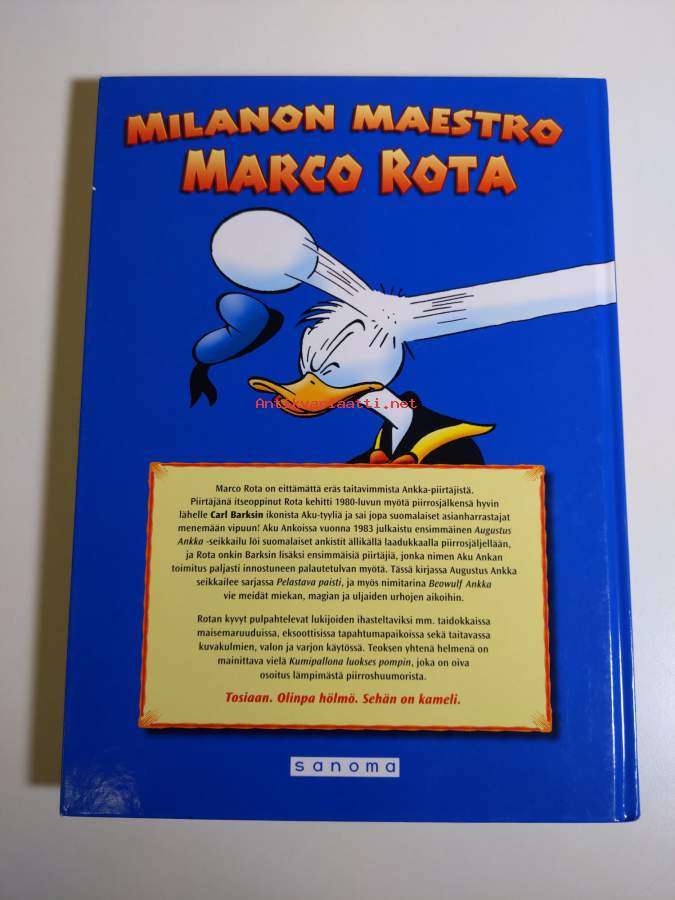 MILANON MAESTRO
MARCO ROTA
Antikvariaatti.net
Marco Rota on eittämättä eräs taitavimmista Ankka-piirtäjistä.
Piirtäjänä itseoppinut Rota kehitti 1980-luvun myötä piirrosjälkensä hyvin
lähelle Carl Barksin ikonista Aku-tyyliä ja sai jopa suomalaiset asianharrastajat
menemään vipuun! Aku Ankoissa vuonna 1983 julkaistu ensimmäinen Augustus
Ankka -seikkailu löi suomalaiset ankistit ällikällä laadukkaalla piirrosjäljellään,
ja Rota onkin Barksin lisäksi ensimmäisiä piirtäjiä, jonka nimen Aku Ankan
toimitus paljasti innostuneen palautetulvan myötä. Tässä kirjassa Augustus Ankka
seikkailee sarjassa Pelastava paisti, ja myös nimitarina Beowulf Ankka
vie meidät miekan, magian ja uljaiden urhojen aikoihin.
Rotan kyvyt pulpahtelevat lukijoiden ihasteltaviksi mm. taidokkaissa
maisemaruuduissa, eksoottisissa tapahtumapaikoissa sekä taitavassa
kuvakulmien, valon ja varjon käytössä. Teoksen yhtenä helmenä on
mainittava vielä Kumipallona luokses pompin, joka on oiva
osoitus lämpimästä piirroshuumorista.
Tosiaan. Olinpa hölmö. Sehän on kameli.
sanoma